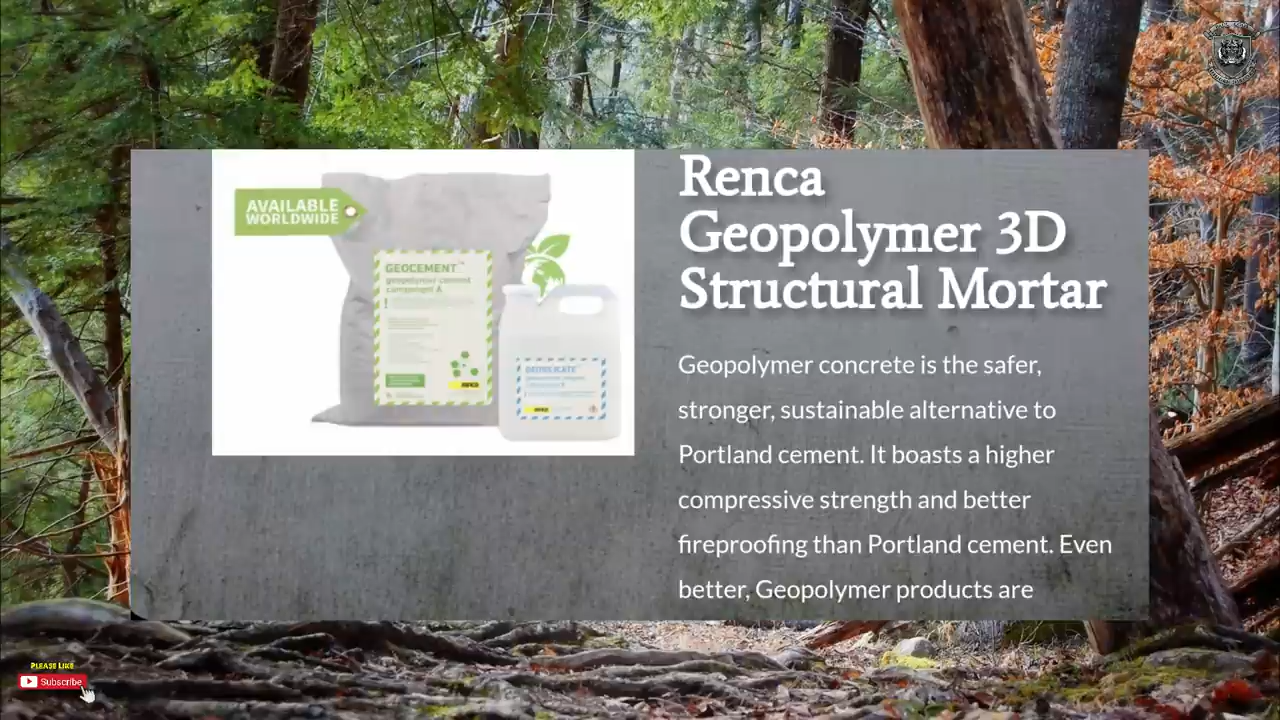 AVAILABLE
WORLDWIDE
GEOCEMENT
geopolymer cement
component A
GEOSILICATE
RENCA
Renca
Geopolymer 3D
Structural Mortar
Geopolymer concrete is the safer,
stronger, sustainable alternative to
Portland cement. It boasts a higher
compressive strength and better
fireproofing than Portland cement. Even
better, Geopolymer products are
PLEASE LIKE
Subscribe